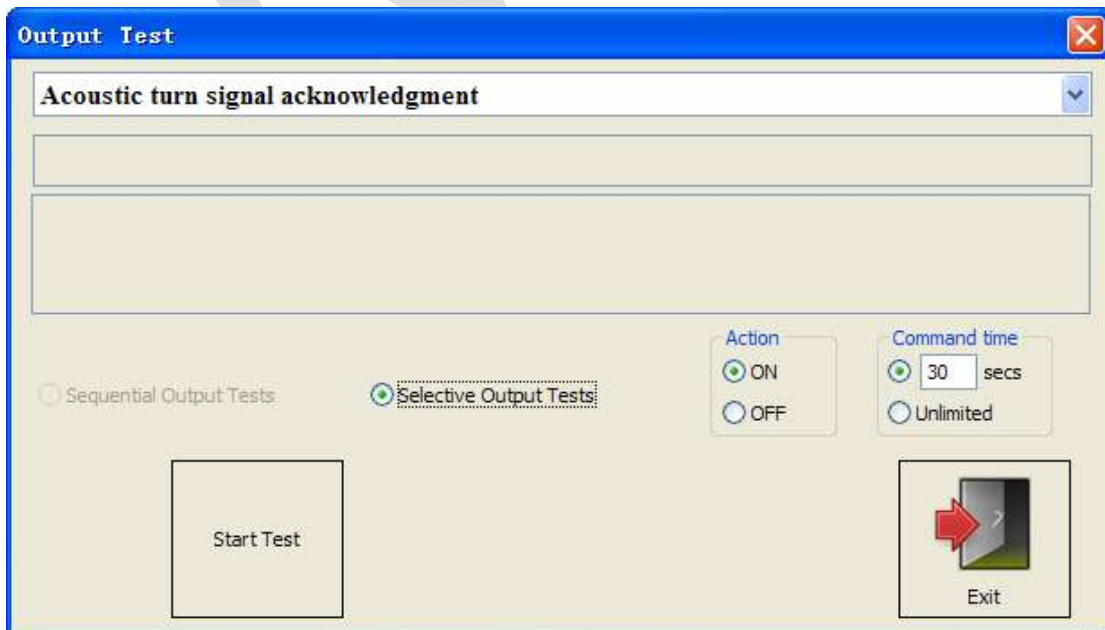 Output Test
Acoustic turn signal acknowledgment
Action
Command time
ON
30 secs
Sequential Output Tests
Selective Output Tests
OFF
Unlimited
Start Test
Exit